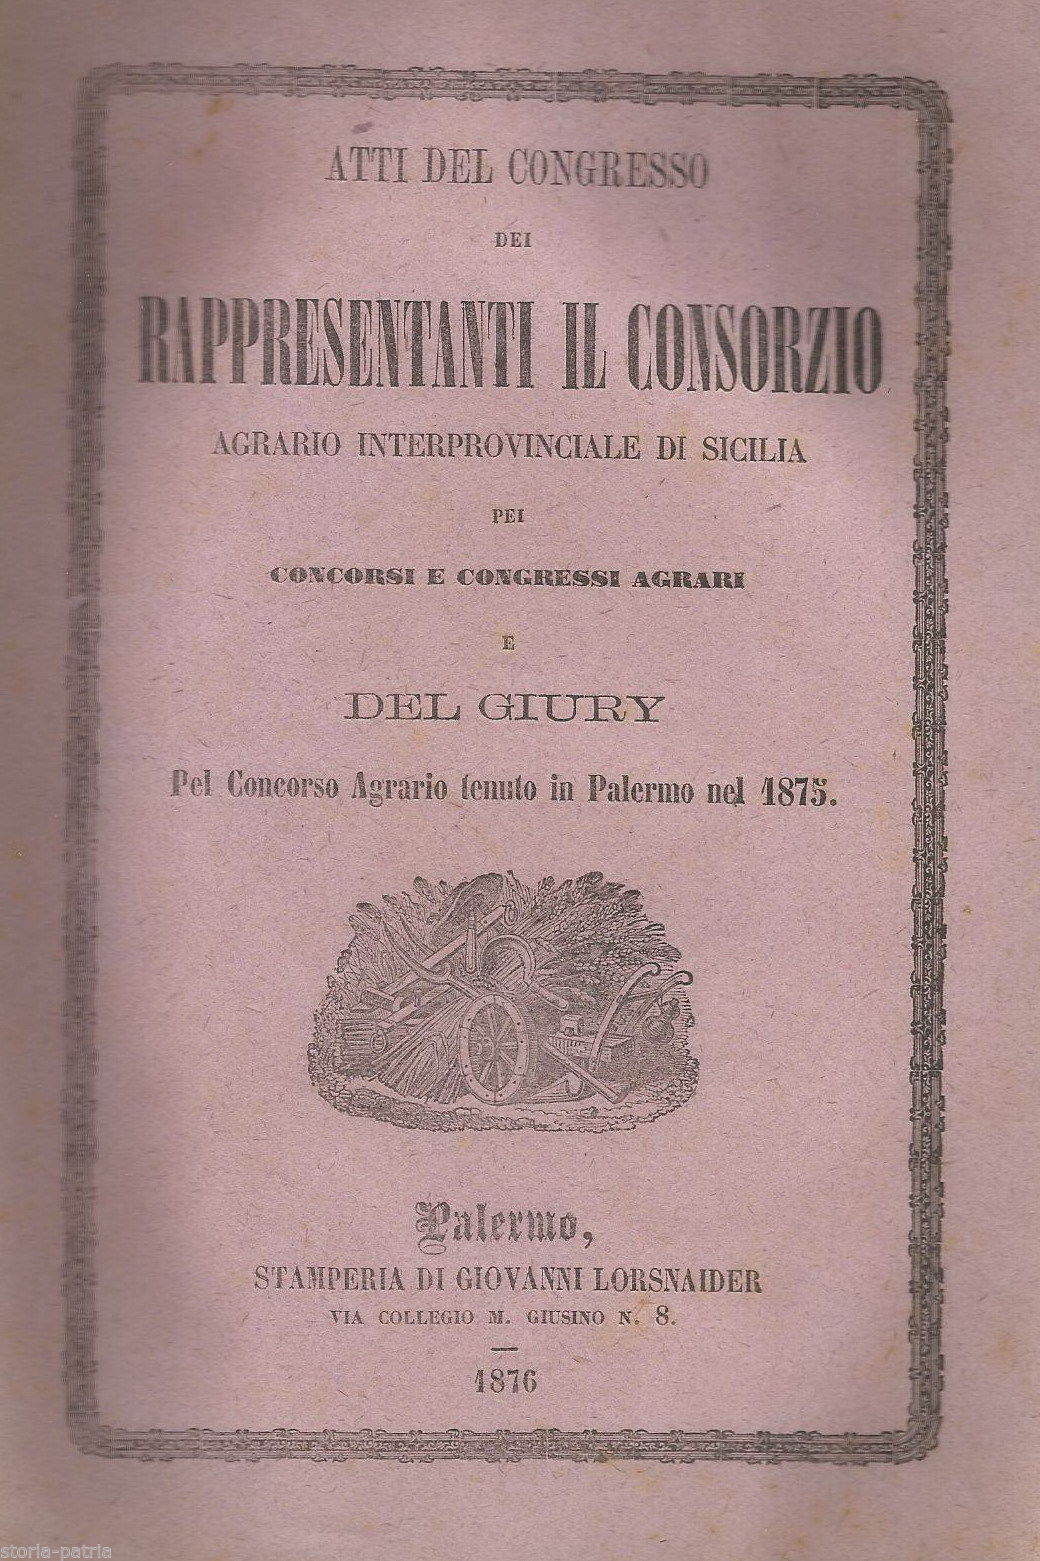 ATTI DEL CONGRESSO
DEI
RAPPRESENTANTI IL CONSORZIO
AGRARIO INTERPROVINCIALE DI SICILIA
PEI
CONCORSI E CONGRESSI AGRARI
E
DEL GIURY
Pel Concorso Agrario tenuto in Palermo nel 1875.
Palermo,
STAMPERIA DI GIOVANNI LORSNAIDER
VIA COLLEGIO M. GIUSINO N. 8.
1876
storia-patria